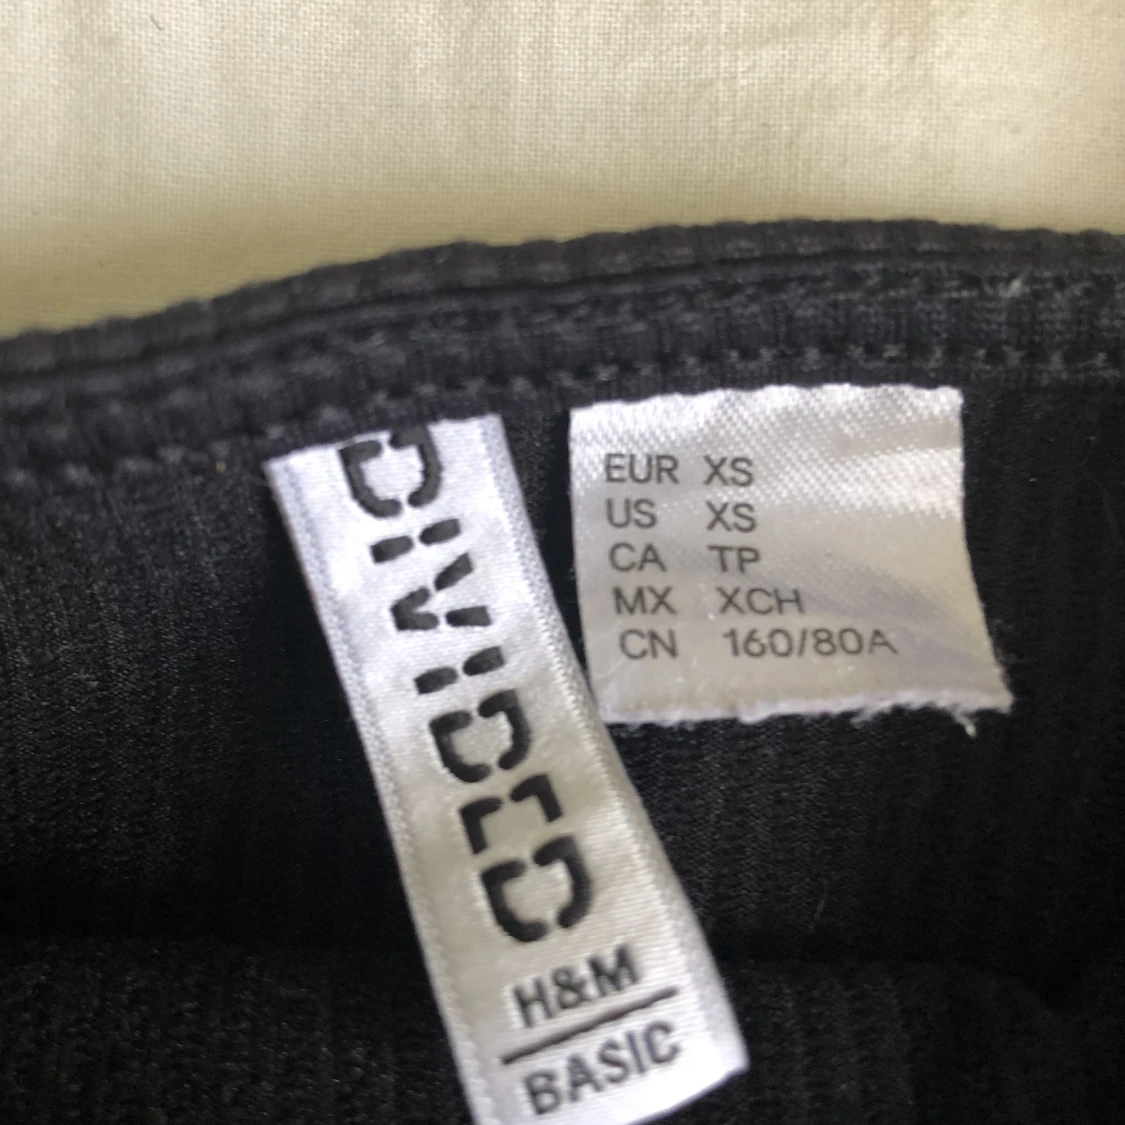 DIVIDED
H&M
BASIC
EUR XS
US XS
CA TP
MX XCH
CN 160/80A